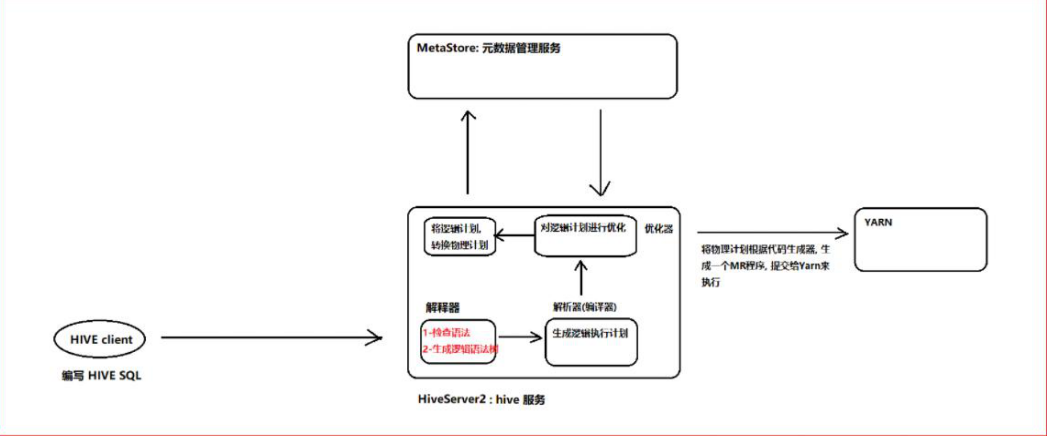 MetaStore: 元数据管理服务
将逻辑计划,
转换物理计划
对逻辑计划进行优化
优化器
YARN
将物理计划根据代码生成器, 生
成一个MR程序, 提交给Yarn来
执行
解释器
解析器(编译器)
1-检查语法
2-生成逻辑语法树
生成逻辑执行计划
HIVE client
编写 HIVE SQL
HiveServer2 : hive 服务